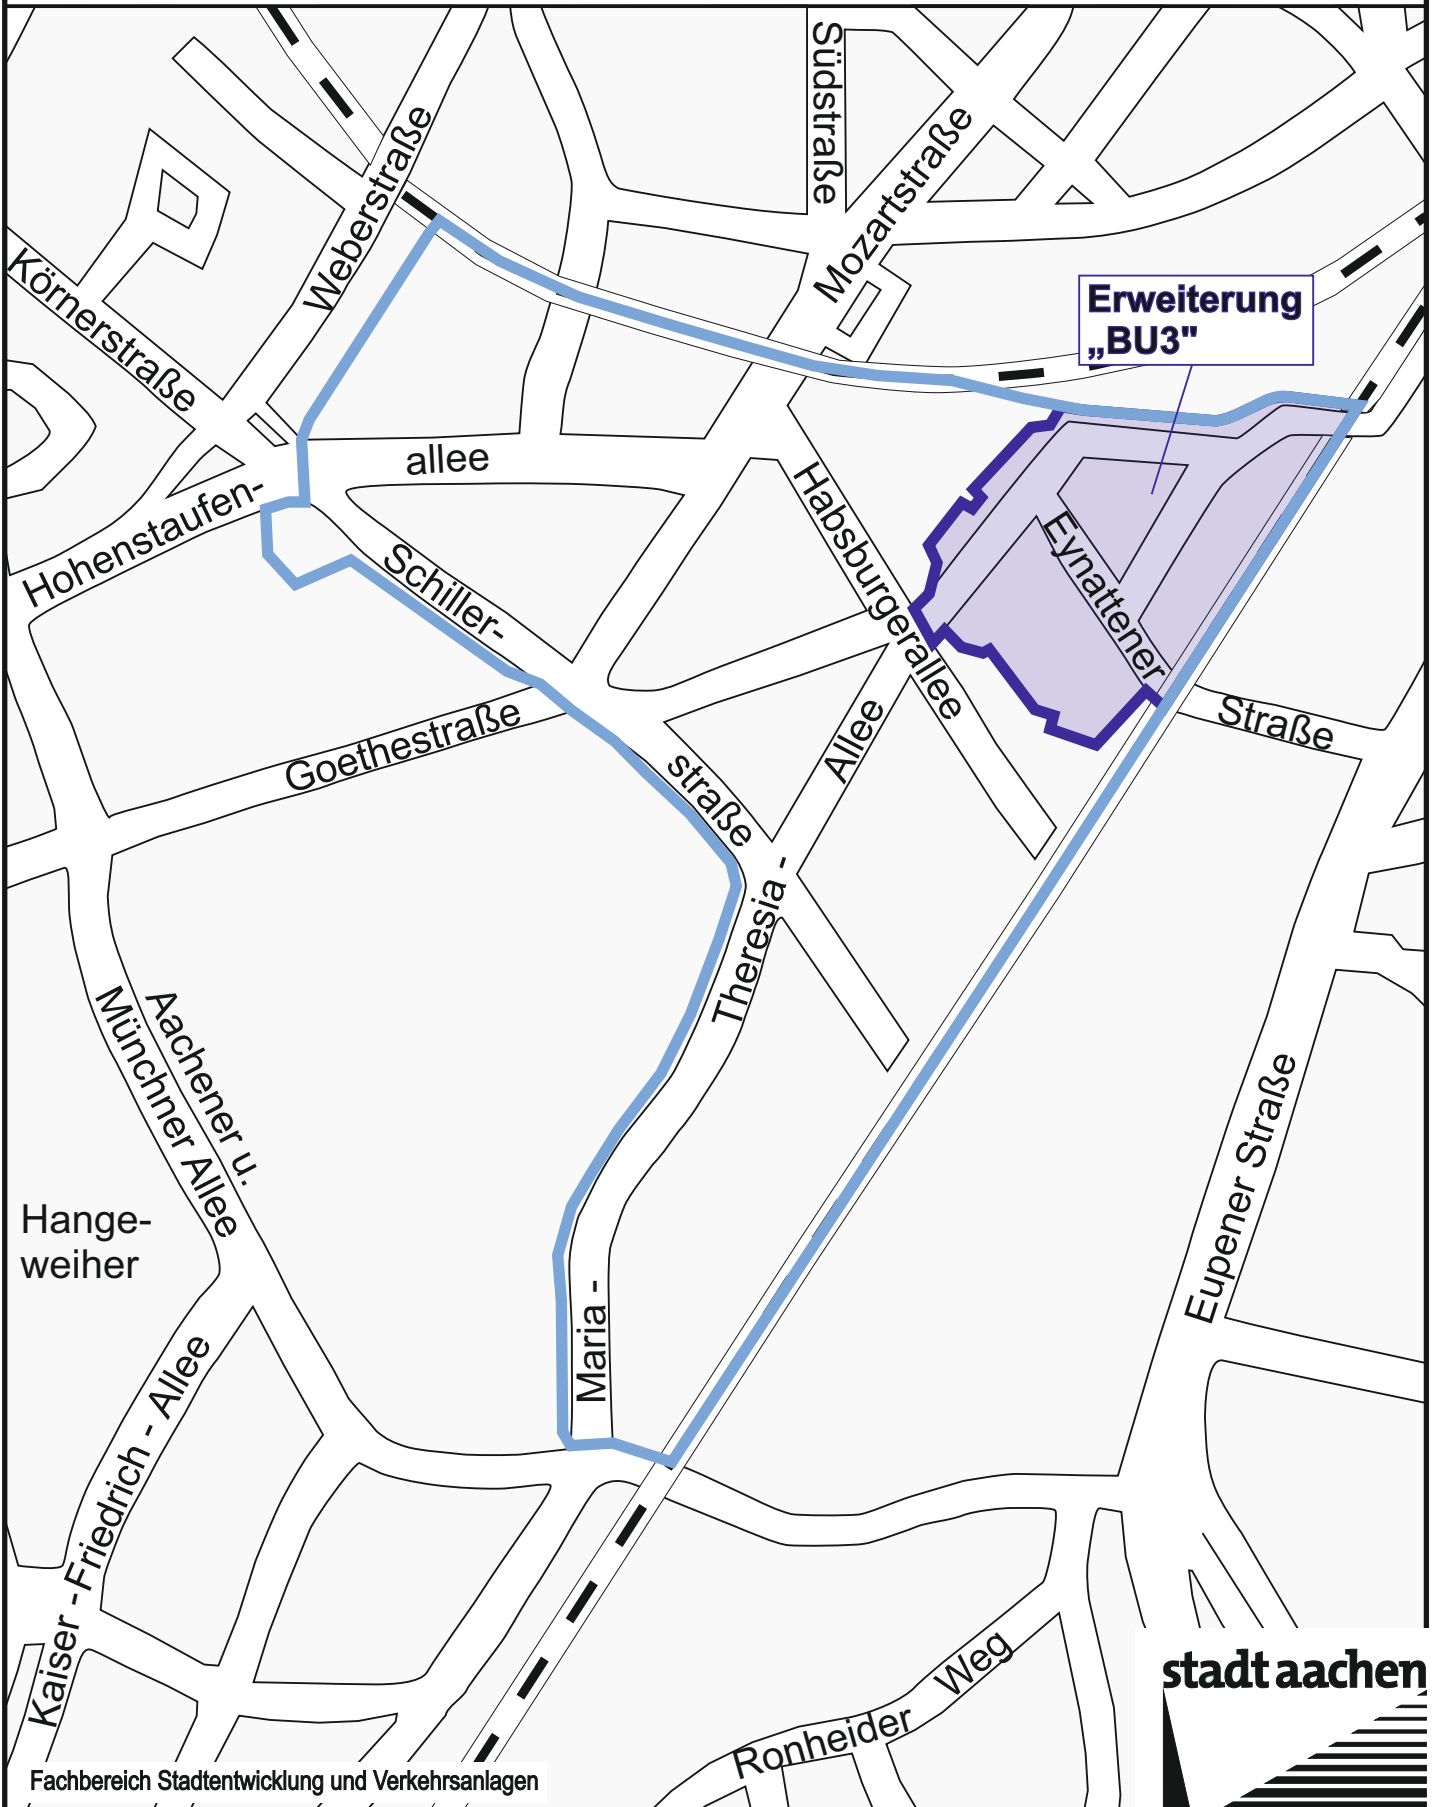 Südstraße
Weberstraße
Mozartstraße
Körnerstraße
Erweiterung
„BU3"
allee
Hohenstaufen-
Habsburgerallee
Schiller-
Eynattener
Straße
Goethestraße
straße
Allee
Theresia -
Aachener u.
Münchner Allee
Hange-
weiher
Eupener Straße
Maria -
Kaiser - Friedrich - Allee
Ronheider Weg
stadt aachen
Fachbereich Stadtentwicklung und Verkehrsanlagen